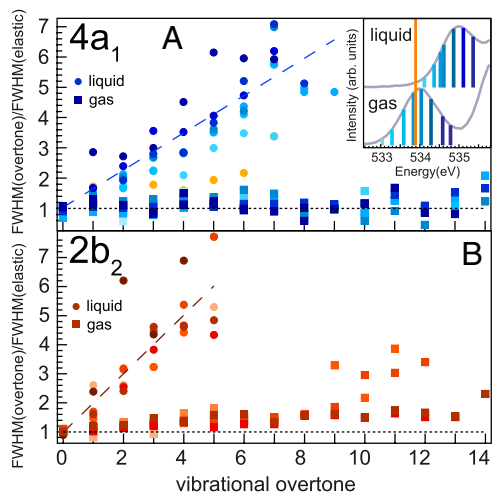 4a1
A
liquid
gas
FWHM(overtone)/FWHM(elastic)
7
6
5
4
3
2
1
liquid
gas
Intensity (arb. units)
533 534 535
Energy(eV)
2b2
B
liquid
gas
FWHM(overtone)/FWHM(elastic)
7
6
5
4
3
2
1
0 2 4 6 8 10 12 14
vibrational overtone